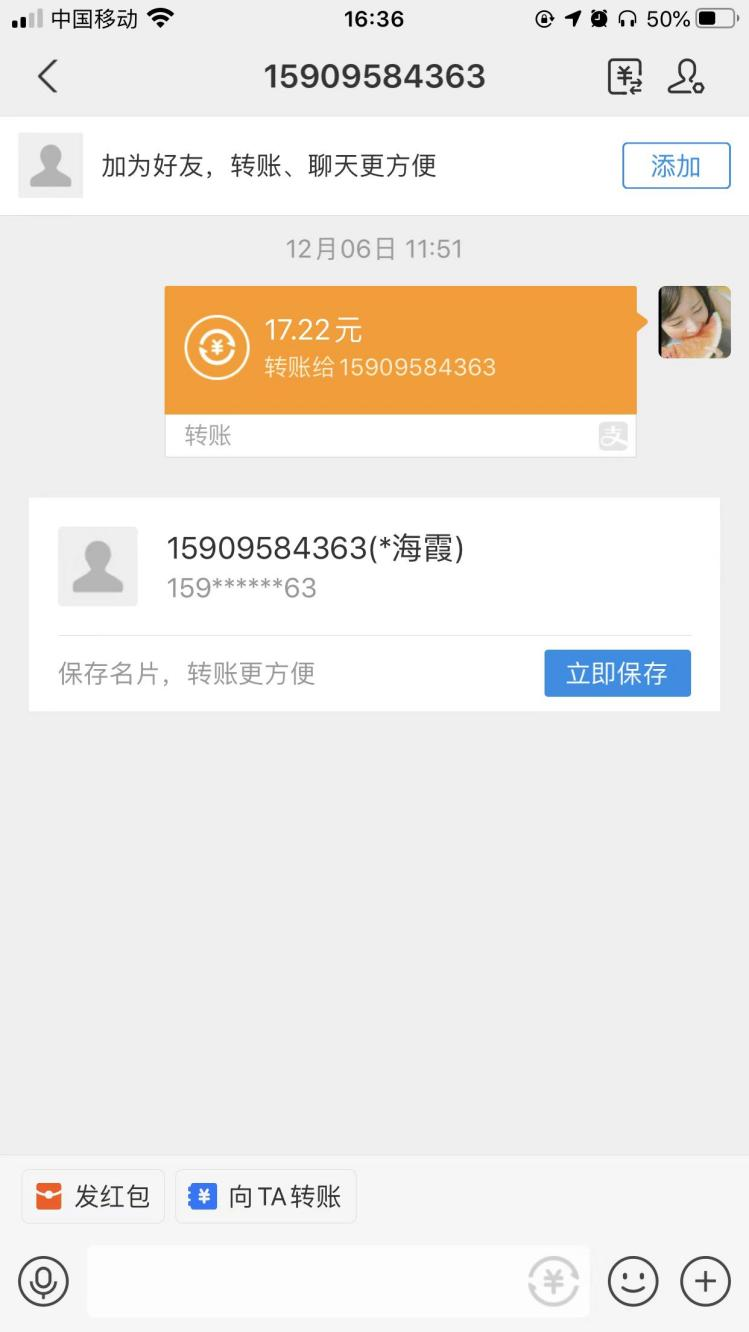 中国移动 16:36 50%
15909584363
加为好友，转账、聊天更方便 添加
12月06日 11:51
17.22元
转账给15909584363
转账 支
15909584363(*海霞)
159******63
保存名片，转账更方便 立即保存
发红包 向TA转账